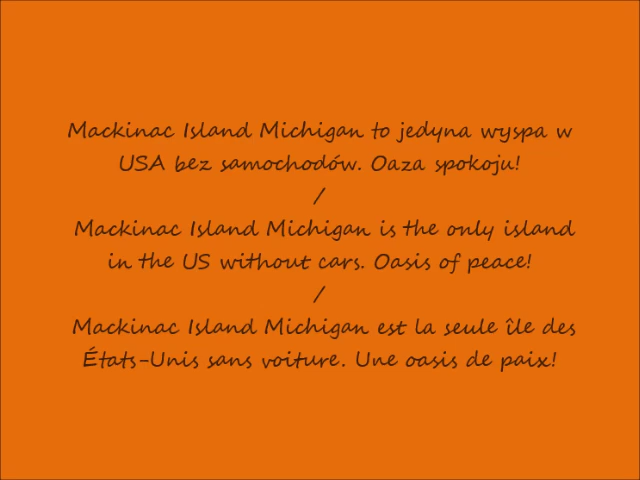 Mackinac Island Michigan to jedyna wyspa w
USA bez samochodów. Oaza spokoju!
/
Mackinac Island Michigan is the only island
in the US without cars. Oasis of peace!
/
Mackinac Island Michigan est la seule île des
États-Unis sans voiture. Une oasis de paix!